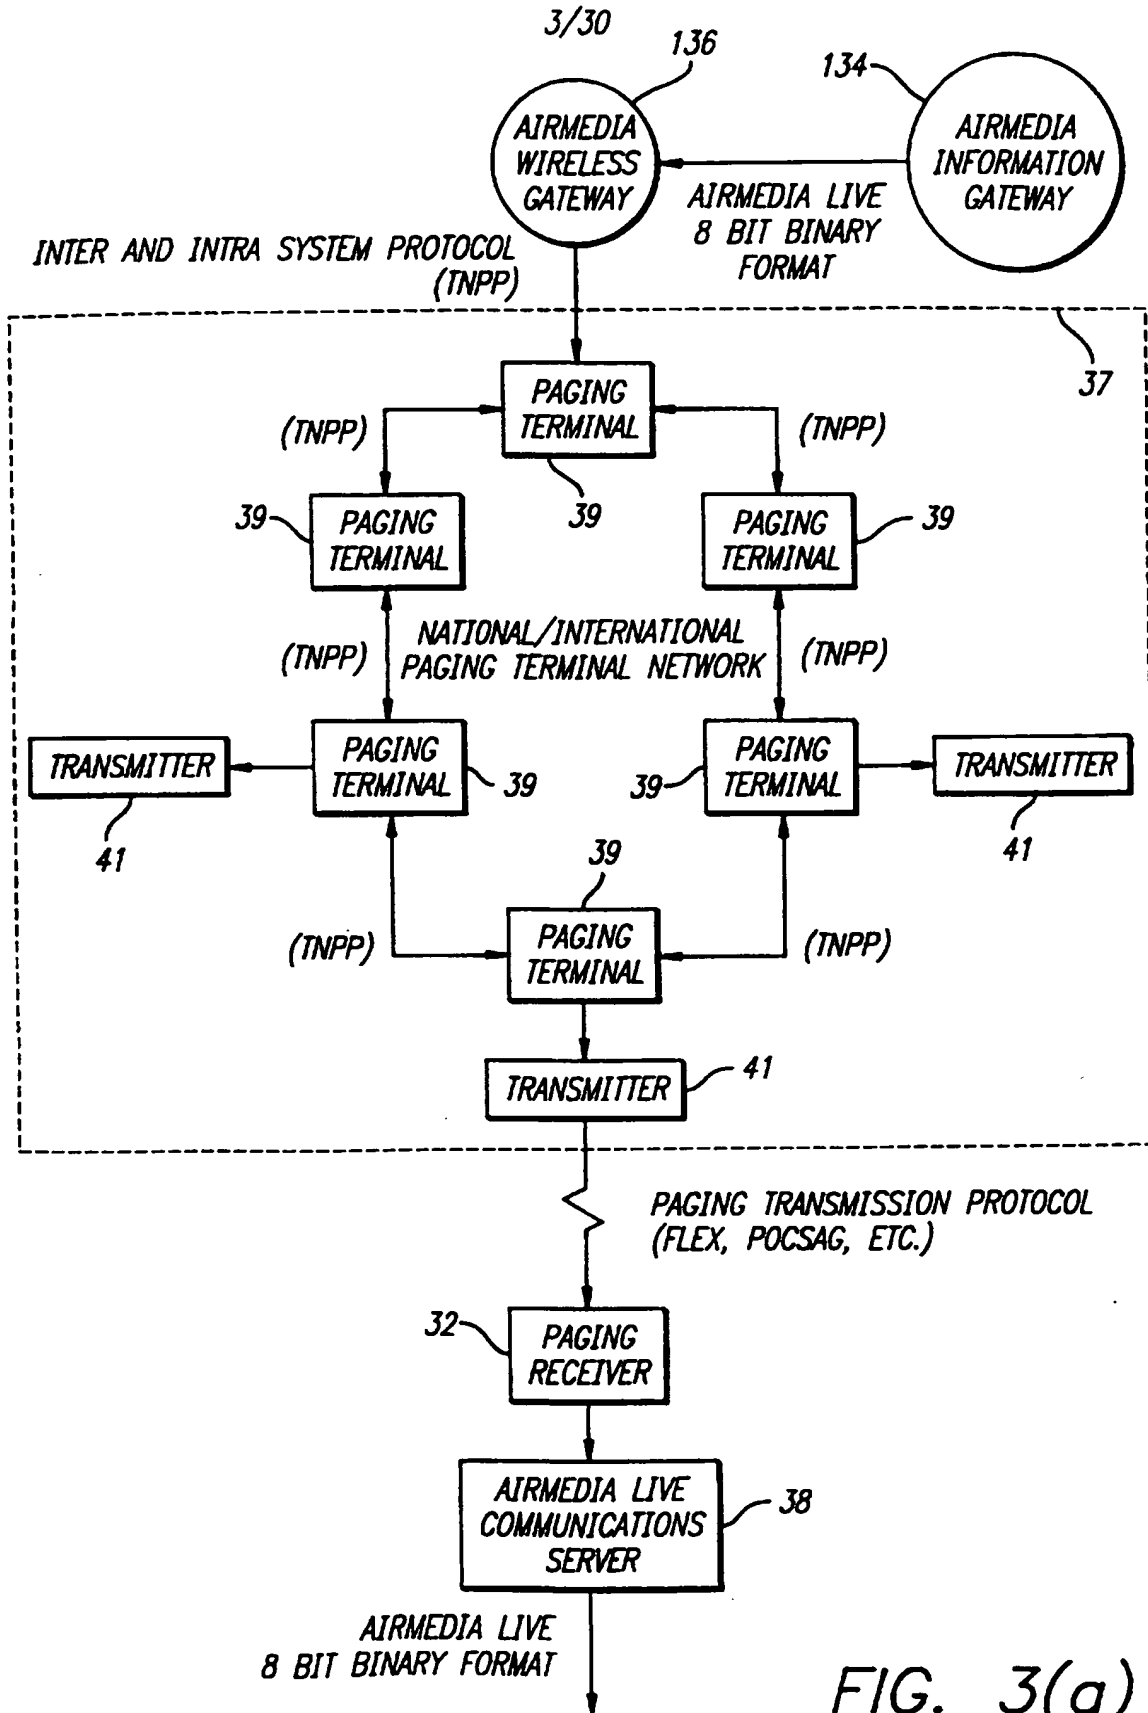 3/30
136
134
AIRMEDIA
WIRELESS
GATEWAY
AIRMEDIA
INFORMATION
GATEWAY
AIRMEDIA LIVE
8 BIT BINARY
FORMAT
INTER AND INTRA SYSTEM PROTOCOL
(TNPP)
37
PAGING
TERMINAL
39
(TNPP)
(TNPP)
39
PAGING
TERMINAL
PAGING
TERMINAL
39
NATIONAL/INTERNATIONAL
PAGING TERMINAL NETWORK
(TNPP)
(TNPP)
TRANSMITTER
41
PAGING
TERMINAL
39
39
PAGING
TERMINAL
TRANSMITTER
41
39
PAGING
TERMINAL
(TNPP)
(TNPP)
TRANSMITTER
41
PAGING TRANSMISSION PROTOCOL
(FLEX, POCSAG, ETC.)
32
PAGING
RECEIVER
AIRMEDIA LIVE
COMMUNICATIONS
SERVER
38
AIRMEDIA LIVE
8 BIT BINARY FORMAT
FIG. 3(a)